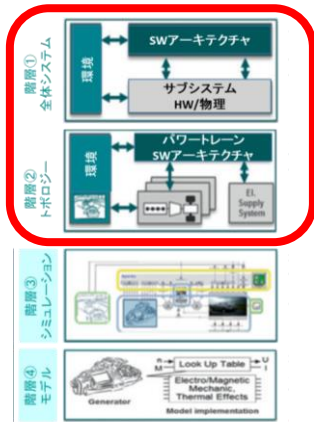 階層①
全体システム
環境
SWアーキテクチャ
サブシステム
HW/物理
階層②
トポロジー
環境
パワートレーン
SWアーキテクチャ
EL
Supply
System
階層③
シミュレーション
階層④
モデル
Generator
n
M
Look Up Table
U
I
Electro/Magnetic
Mechanic,
Thermal Effects
Model implementation